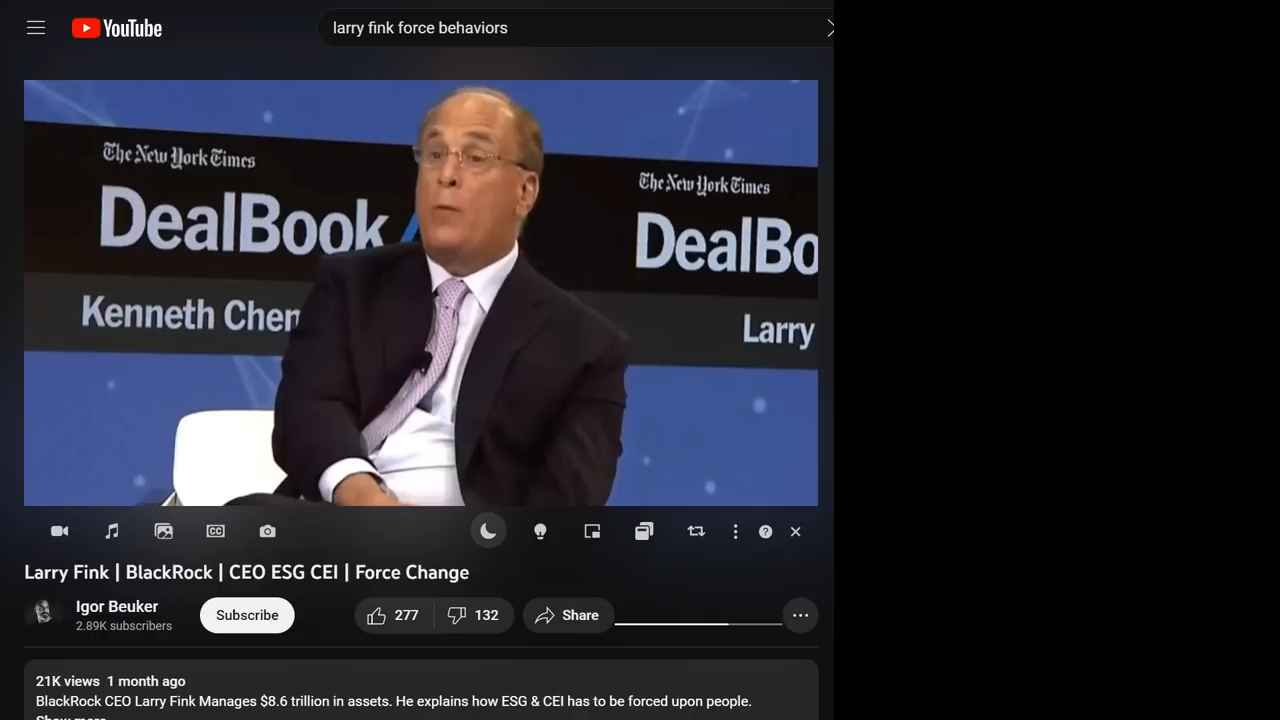 YouTube
larry fink force behaviors
The New York Times
DealBook /
Kenneth Chen
The New York Times
DealBo
Larry
CC
Larry Fink | BlackRock | CEO ESG CEI | Force Change
Igor Beuker
2.89K subscribers
Subscribe
277
132
Share
21K views 1 month ago
BlackRock CEO Larry Fink Manages $8.6 trillion in assets. He explains how ESG & CEI has to be forced upon people.
Show more